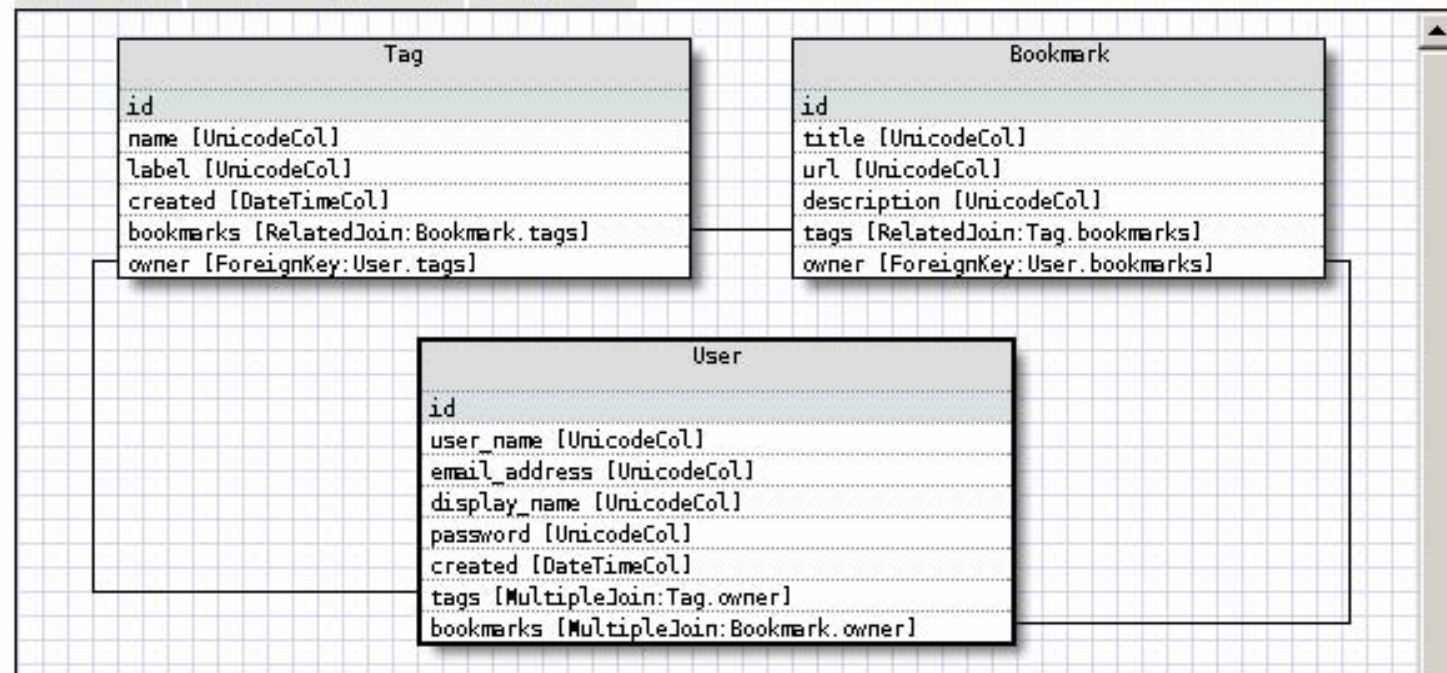 Tag
id
name [UnicodeCol]
label [UnicodeCol]
created [DateTimeCol]
bookmarks [RelatedJoin:Bookmark.tags]
owner [ForeignKey:User.tags]
Bookmark
id
title [UnicodeCol]
url [UnicodeCol]
description [UnicodeCol]
tags [RelatedJoin:Tag.bookmarks]
owner [ForeignKey:User.bookmarks]
User
id
user_name [UnicodeCol]
email_address [UnicodeCol]
display_name [UnicodeCol]
password [UnicodeCol]
created [DateTimeCol]
tags [MultipleJoin:Tag.owner]
bookmarks [MultipleJoin:Bookmark.owner]